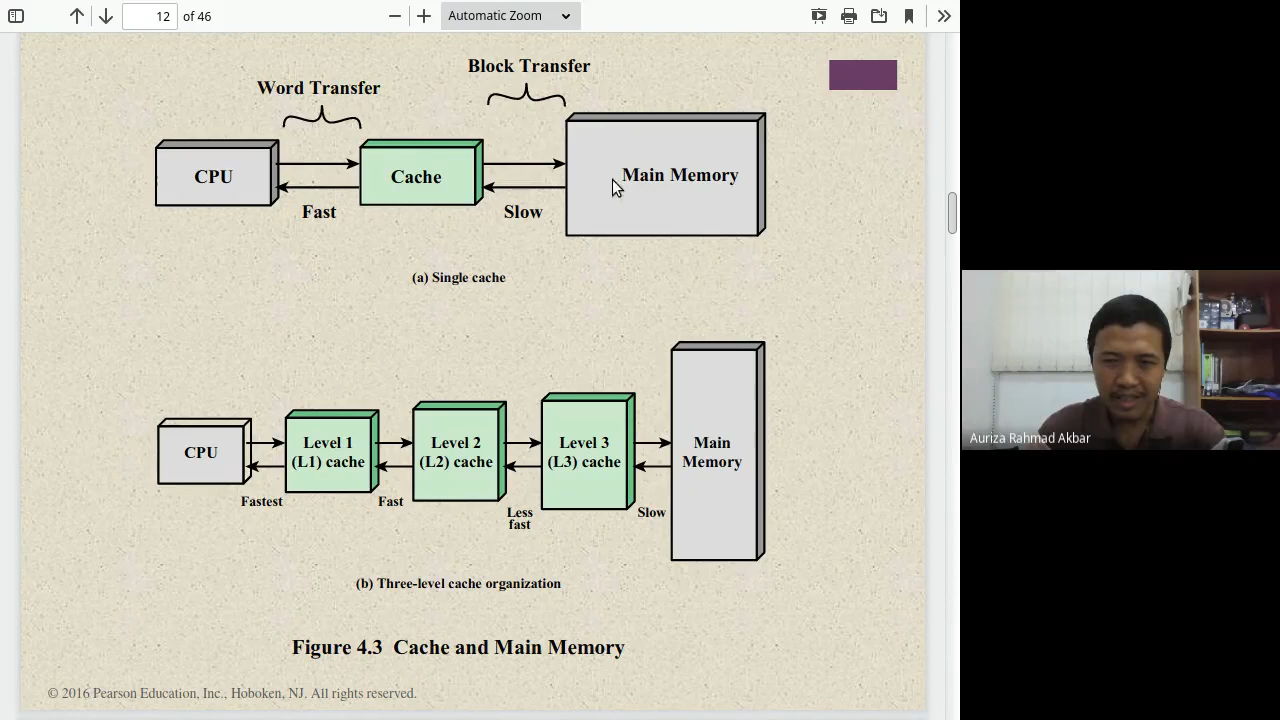 12 of 46
Automatic Zoom
Block Transfer
Word Transfer
CPU
Cache
Main Memory
Fast
Slow
(a) Single cache
CPU
Level 1
(L1) cache
Level 2
(L2) cache
Level 3
(L3) cache
Main
Memory
Fastest
Fast
Less
fast
Slow
(b) Three-level cache organization
Figure 4.3 Cache and Main Memory
© 2016 Pearson Education, Inc., Hoboken, NJ. All rights reserved.
Auriza Rahmad Akbar